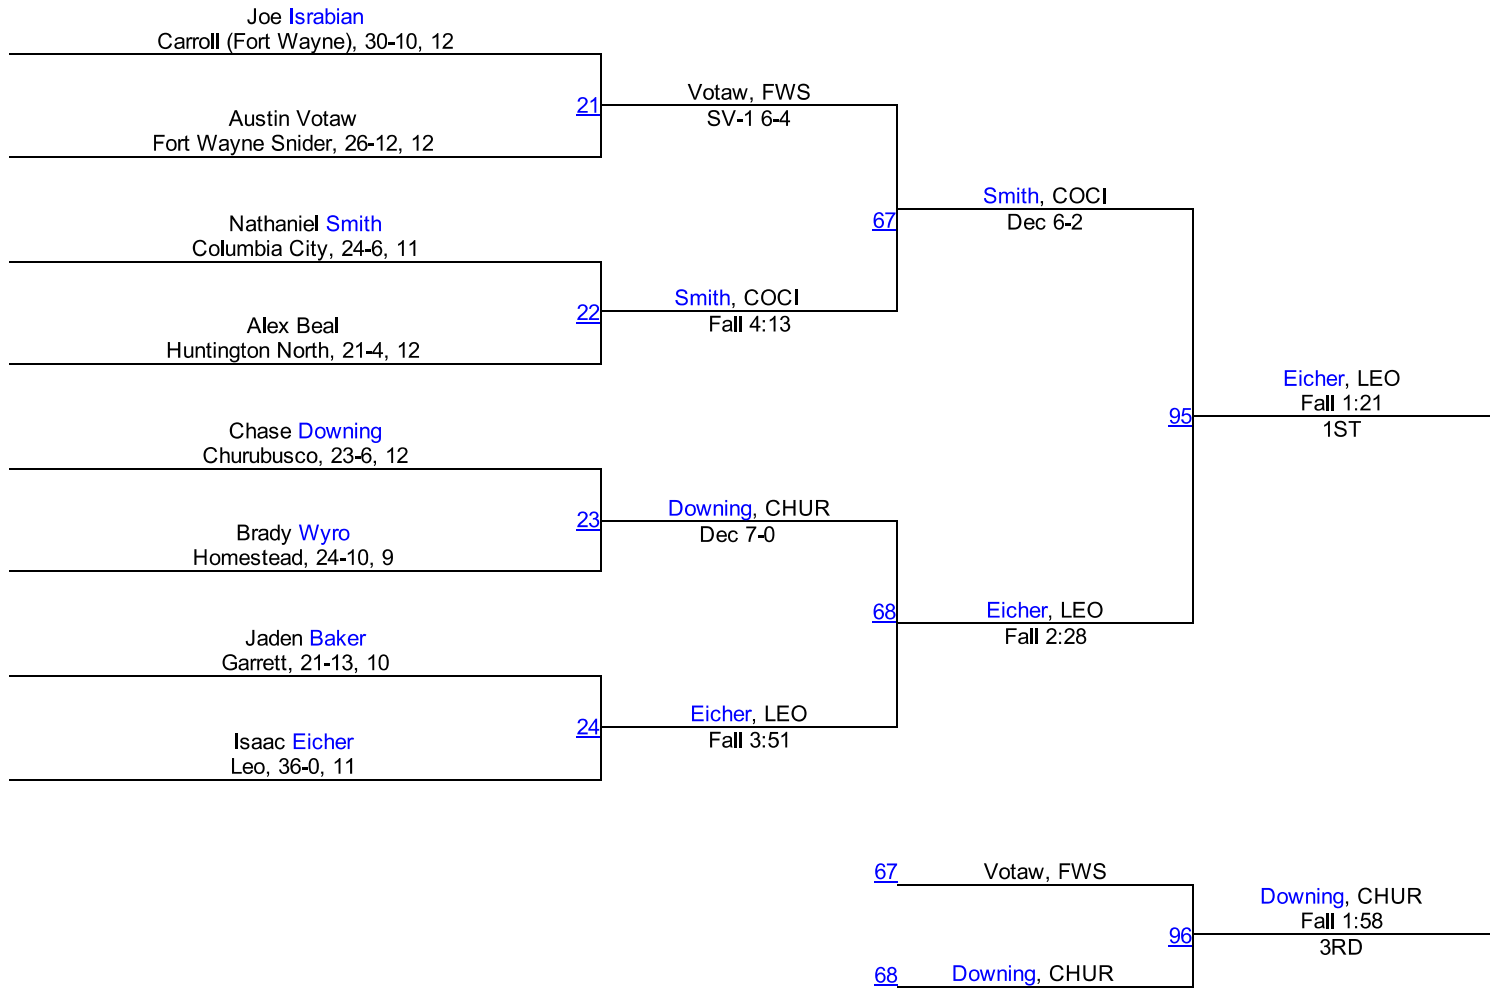 Joe Israbian
Carroll (Fort Wayne), 30-10, 12
21
Austin Votaw
Fort Wayne Snider, 26-12, 12
Votaw, FWS
SV-1 6-4
Nathaniel Smith
Columbia City, 24-6, 11
22
Alex Beal
Huntington North, 21-4, 12
Smith, COCI
Fall 4:13
67
Smith, COCI
Dec 6-2
Chase Downing
Churubusco, 23-6, 12
23
Brady Wyro
Homestead, 24-10, 9
Downing, CHUR
Dec 7-0
Jaden Baker
Garrett, 21-13, 10
24
Isaac Eicher
Leo, 36-0, 11
Eicher, LEO
Fall 3:51
68
Eicher, LEO
Fall 2:28
95
Eicher, LEO
Fall 1:21
1ST
67
Votaw, FWS
96
68
Downing, CHUR
Downing, CHUR
Fall 1:58
3RD